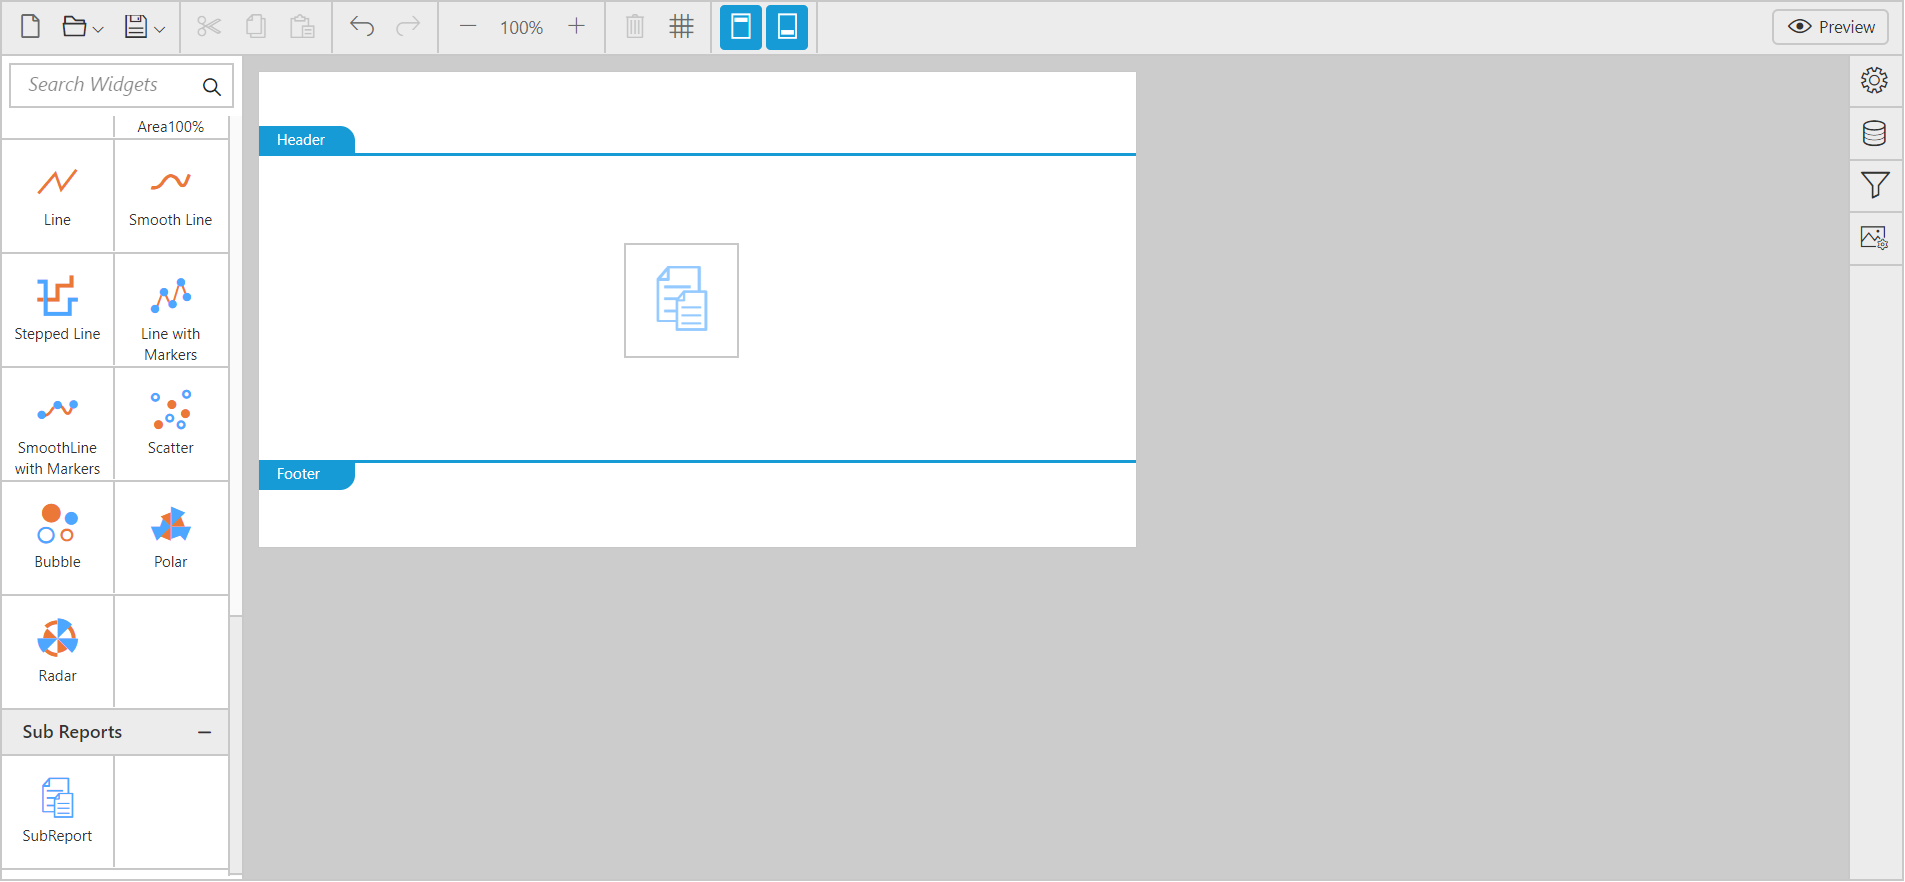 100%
Preview
Search Widgets
Area100%
Line
Smooth Line
Stepped Line
Line with
Markers
SmoothLine
with Markers
Scatter
Bubble
Polar
Radar
Sub Reports
SubReport
Header
Footer